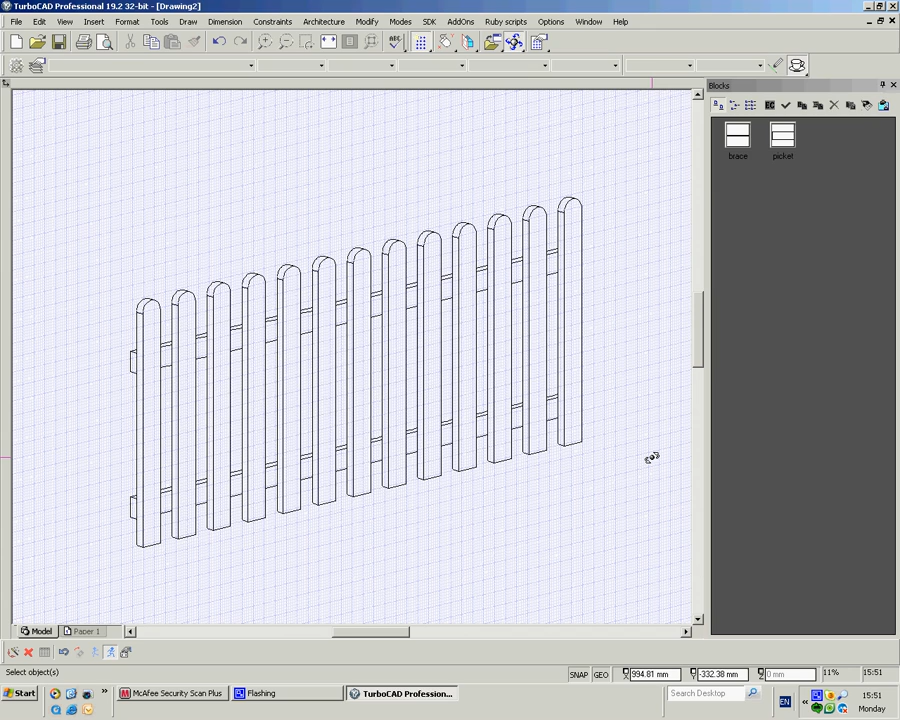 TurboCAD Professional 19.2 32-bit - [Drawing2]
File Edit View Insert Format Tools Draw Dimension Constraints Architecture Modify Modes SDK AddOns Ruby scripts Options Window Help
ABC
Blocks
EC
brace picket
Model Paper 1
Select object(s)
SNAP GEO X 994.81 mm Y -332.38 mm Z 0 mm 11% 15:51
Start McAfee Security Scan Plus Flashing TurboCAD Profession... Search Desktop EN 15:51
Monday